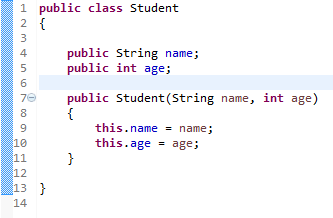 1 public class Student
2 {
3
4     public String name;
5     public int age;
6
7     public Student(String name, int age)
8     {
9         this.name = name;
10         this.age = age;
11     }
12
13 }
14